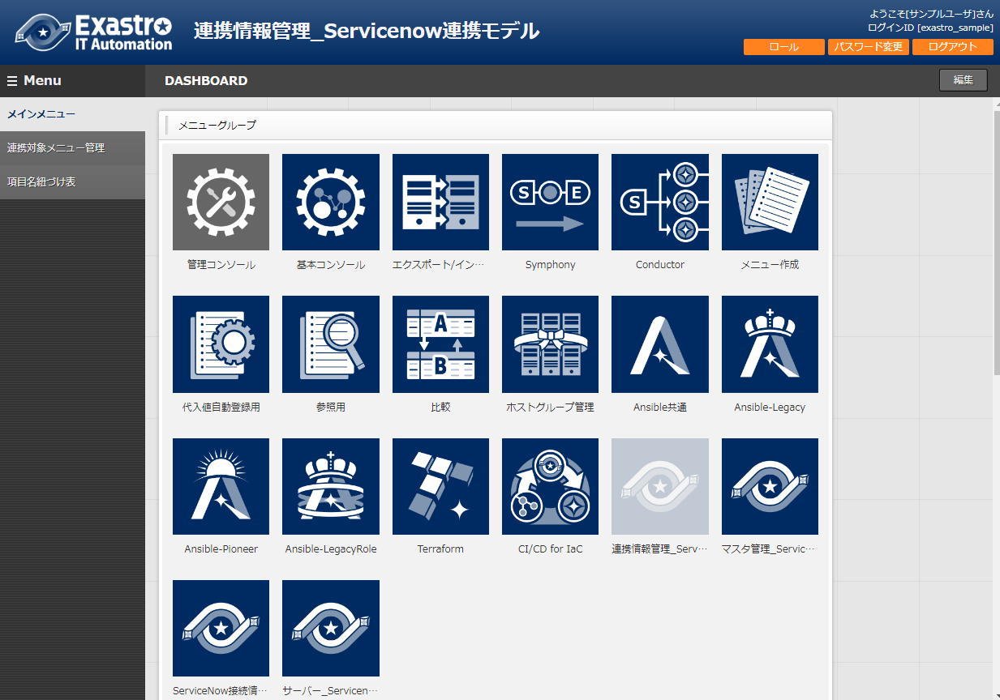 Exastro
IT Automation
連携情報管理_Servicenow連携モデル
ようこそ[サンプルユーザ]さん
ログインID [exastro_sample]
ロール
パスワード変更
ログアウト
Menu
DASHBOARD
編集
メインメニュー
連携対象メニュー管理
項目名紐づけ表
メニューグループ
S
E
S
管理コンソール
基本コンソール
エクスポート/イン…
Symphony
Conductor
メニュー作成
A
B
代入値自動登録用
参照用
比較
ホストグループ管理
Ansible共通
Ansible-Legacy
Ansible-Pioneer
Ansible-LegacyRole
Terraform
CI/CD for IaC
連携情報管理_Serv…
マスタ管理_Servic…
ServiceNow接続情…
サーバー_Servicen…